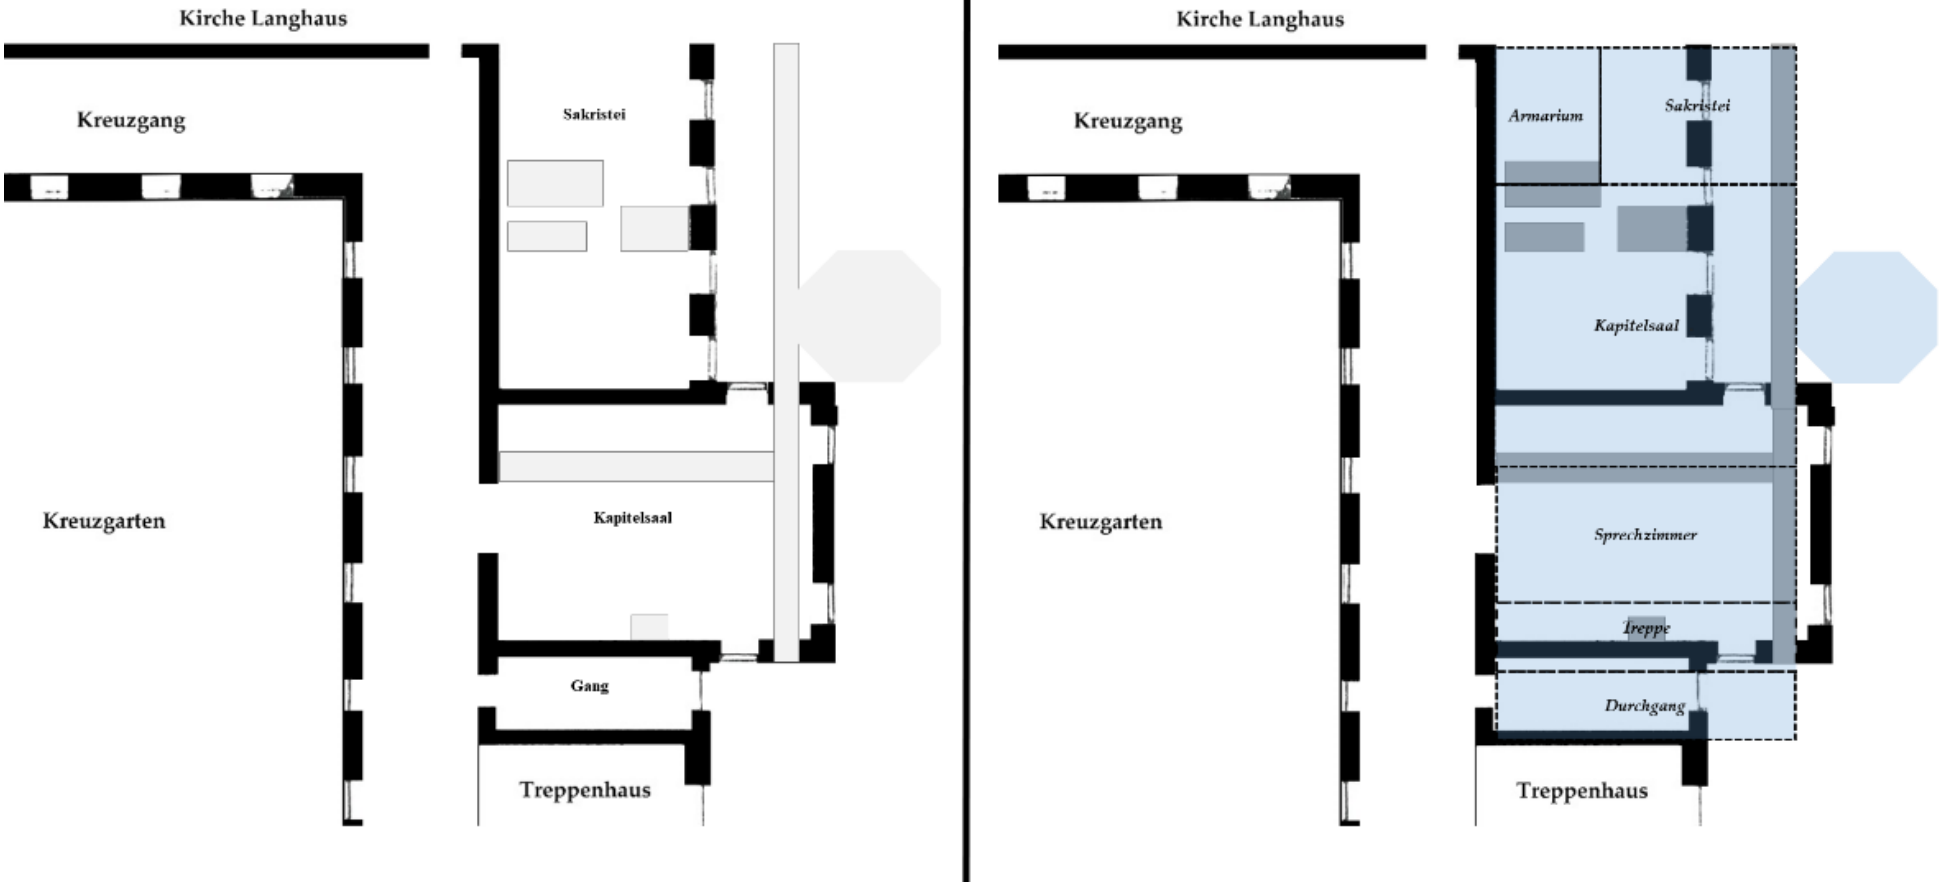 Kirche Langhaus
Kreuzgang
Sakristei
Kreuzgarten
Kapitelsaal
Gang
Treppenhaus
Kirche Langhaus
Kreuzgang
Armarium
Sakristei
Kapitelsaal
Kreuzgarten
Sprechzimmer
Treppe
Durchgang
Treppenhaus